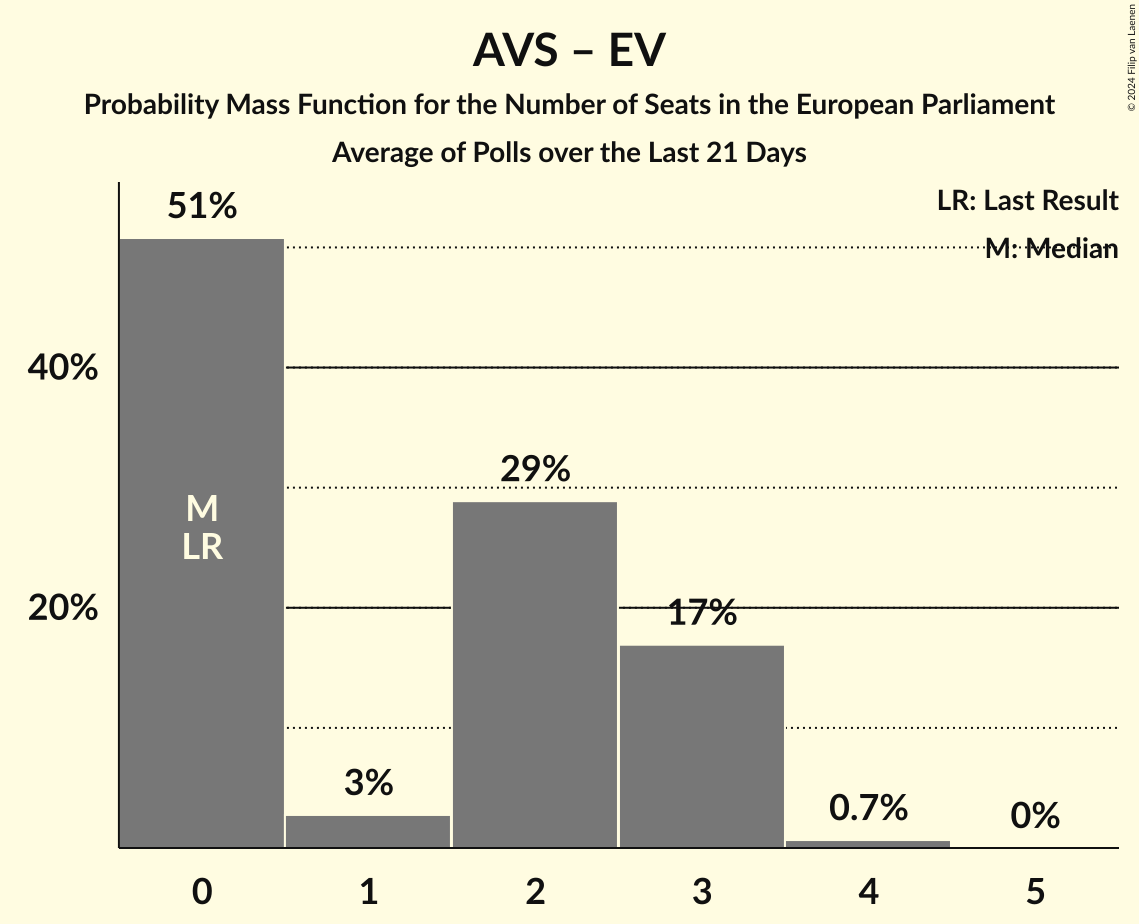 AVS – EV
Probability Mass Function for the Number of Seats in the European Parliament
Average of Polls over the Last 21 Days
© 2024 Filip van Laenen
LR: Last Result
M: Median
51%
40%
29%
M
LR
20%
17%
3%
0.7%
0%
0 1 2 3 4 5